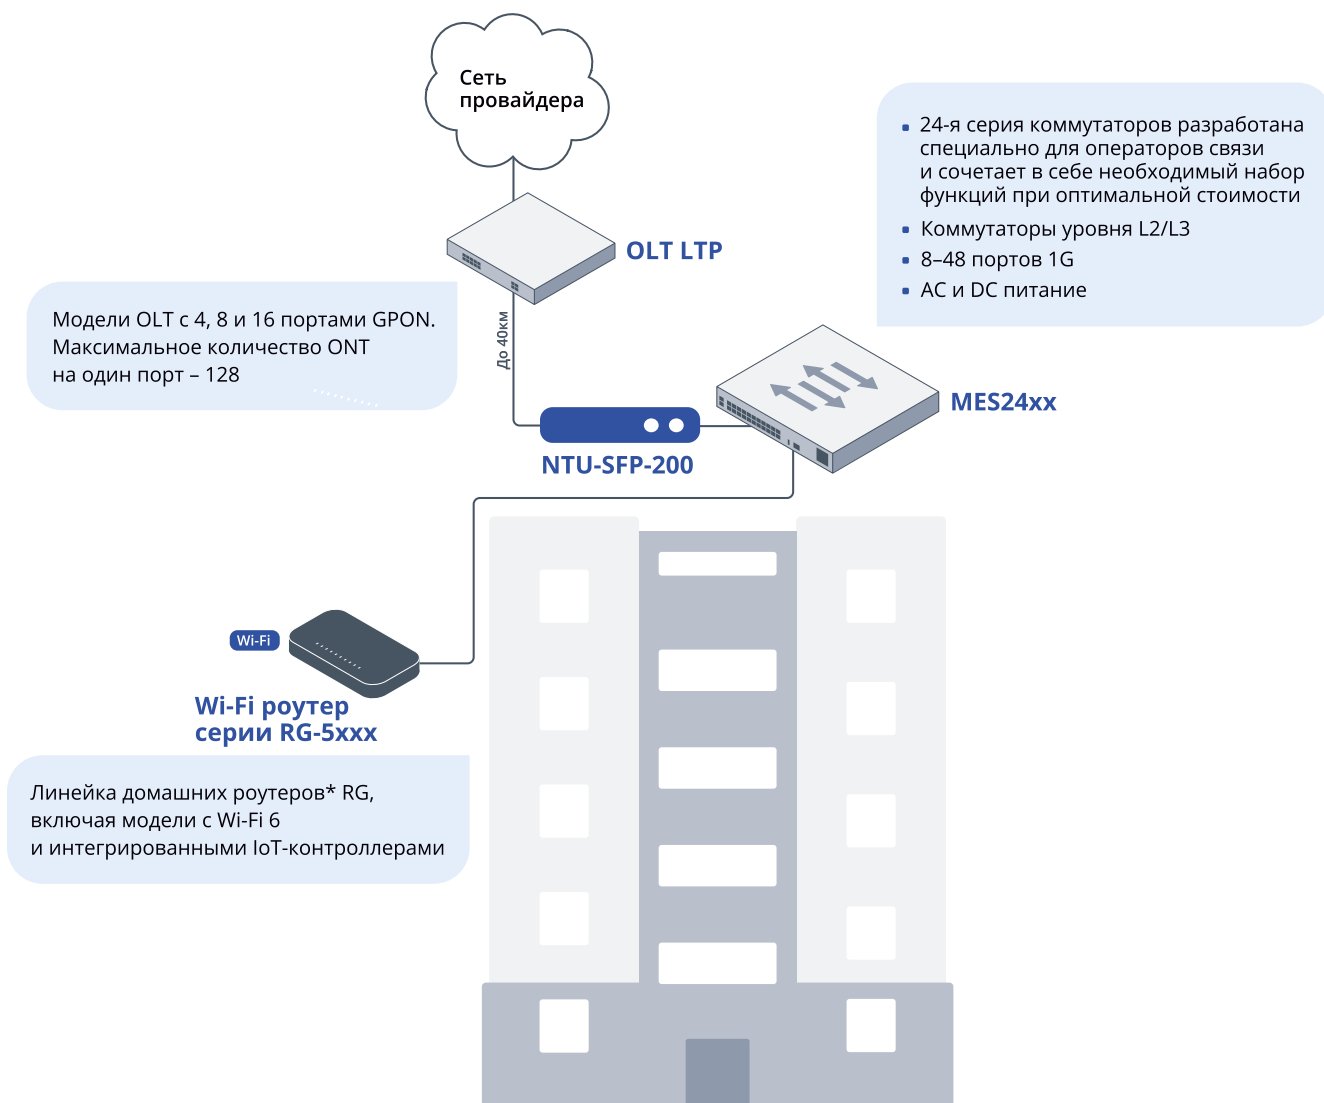 Сеть
провайдера
24-я серия коммутаторов разработана
специально для операторов связи
и сочетает в себе необходимый набор
функций при оптимальной стоимости
Коммутаторы уровня L2/L3
8–48 портов 1G
AC и DC питание
OLT LTP
Модели OLT с 4, 8 и 16 портами GPON.
Максимальное количество ONT
на один порт – 128
До 40км
MES24xx
NTU-SFP-200
Wi-Fi
Wi-Fi роутер
серии RG-5xxx
Линейка домашних роутеров* RG,
включая модели с Wi-Fi 6
и интегрированными IoT-контроллерами